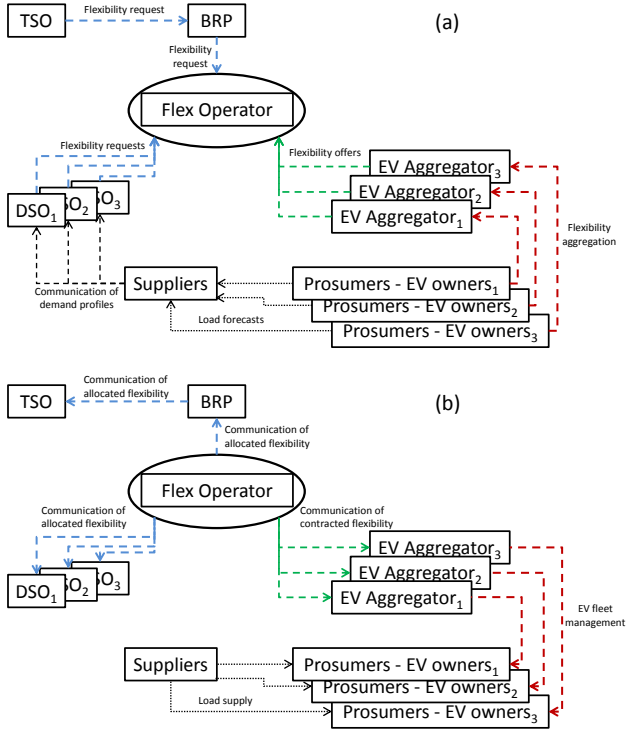 TSO
Flexibility request
BRP
(a)
Flexibility
request
Flex Operator
Flexibility requests
Flexibility offers
EV Aggregator₃
EV Aggregator₂
EV Aggregator₁
DSO₁
SO₂
SO₃
Flexibility
aggregation
Communication of
demand profiles
Suppliers
Load forecasts
Prosumers - EV owners₁
Prosumers - EV owners₂
Prosumers - EV owners₃
TSO
Communication of
allocated flexibility
BRP
(b)
Communication of
allocated flexibility
Flex Operator
Communication of
allocated flexibility
Communication of
contracted flexibility
EV Aggregator₃
EV Aggregator₂
EV Aggregator₁
DSO₁
SO₂
SO₃
EV fleet
management
Suppliers
Load supply
Prosumers - EV owners₁
Prosumers - EV owners₂
Prosumers - EV owners₃